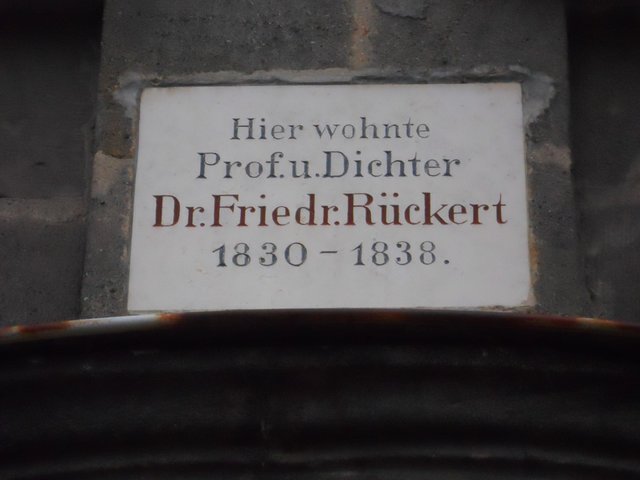 Hier wohnte
Prof.u.Dichter
Dr.Friedr.Rückert
1830 - 1838.